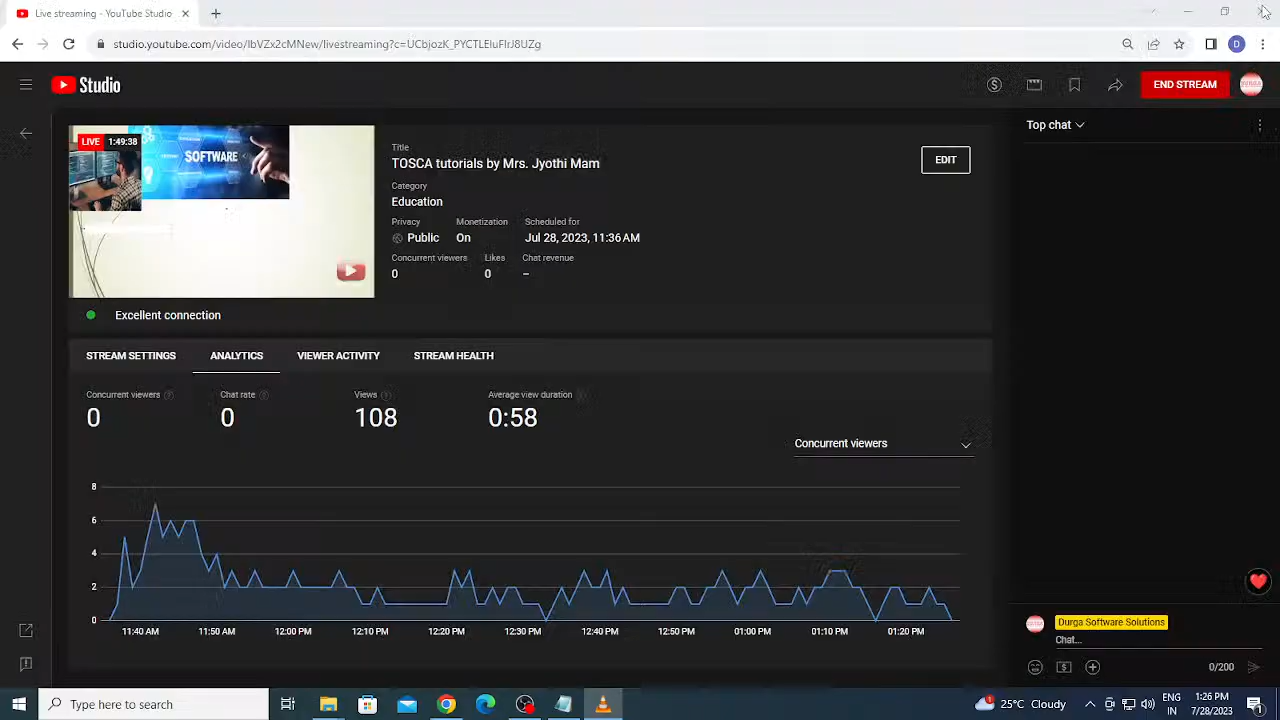 Live streaming - YouTube Studio
studio.youtube.com/video/IbVZx2cMNew/livestreaming?c=UCbjozK_PYCTLEIuFIrJ8UZg
D
Studio
END STREAM
Top chat
LIVE 1:49:38
SOFTWARE
Title
TOSCA tutorials by Mrs. Jyothi Mam
EDIT
Category
Education
Privacy Monetization Scheduled for
Public On Jul 28, 2023, 11:36 AM
Concurrent viewers Likes Chat revenue
0 0 –
Excellent connection
STREAM SETTINGS ANALYTICS VIEWER ACTIVITY STREAM HEALTH
Concurrent viewers Chat rate Views Average view duration
0 0 108 0:58
Concurrent viewers
8
6
4
2
0
11:40 AM 11:50 AM 12:00 PM 12:10 PM 12:20 PM 12:30 PM 12:40 PM 12:50 PM 01:00 PM 01:10 PM 01:20 PM
Durga Software Solutions
Chat...
0/200
Type here to search
25°C Cloudy
ENG
IN
1:26 PM
7/28/2023